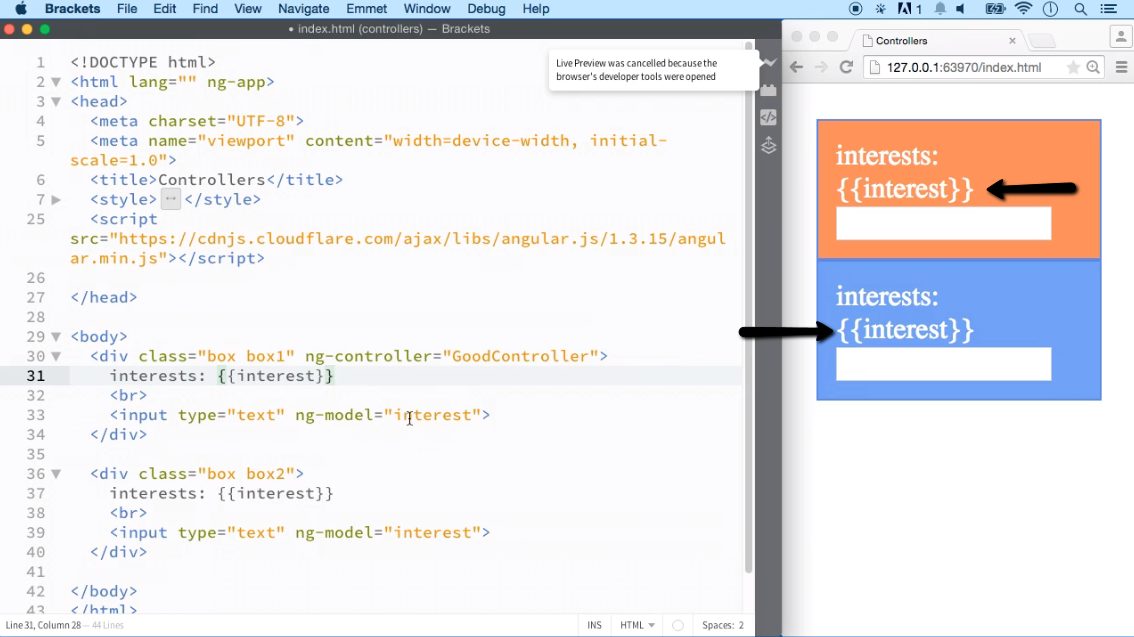 Brackets File Edit Find View Navigate Emmet Window Debug Help
1
• index.html (controllers) — Brackets
Live Preview was cancelled because the
browser's developer tools were opened
1 <!DOCTYPE html>
2 <html lang="" ng-app>
3 <head>
4 <meta charset="UTF-8">
5 <meta name="viewport" content="width=device-width, initial-
scale=1.0">
6 <title>Controllers</title>
7 <style> </style>
25 <script
src="https://cdnjs.cloudflare.com/ajax/libs/angular.js/1.3.15/angul
ar.min.js"></script>
26
27 </head>
28
29 <body>
30 <div class="box box1" ng-controller="GoodController">
31 interests: {{interest}}
32 <br>
33 <input type="text" ng-model="interest">
34 </div>
35
36 <div class="box box2">
37 interests: {{interest}}
38 <br>
39 <input type="text" ng-model="interest">
40 </div>
41
42 </body>
43 </html>
Line 31, Column 28 — 44 Lines
INS HTML Spaces: 2
Controllers
127.0.0.1:63970/index.html
interests:
{{interest}}
interests:
{{interest}}